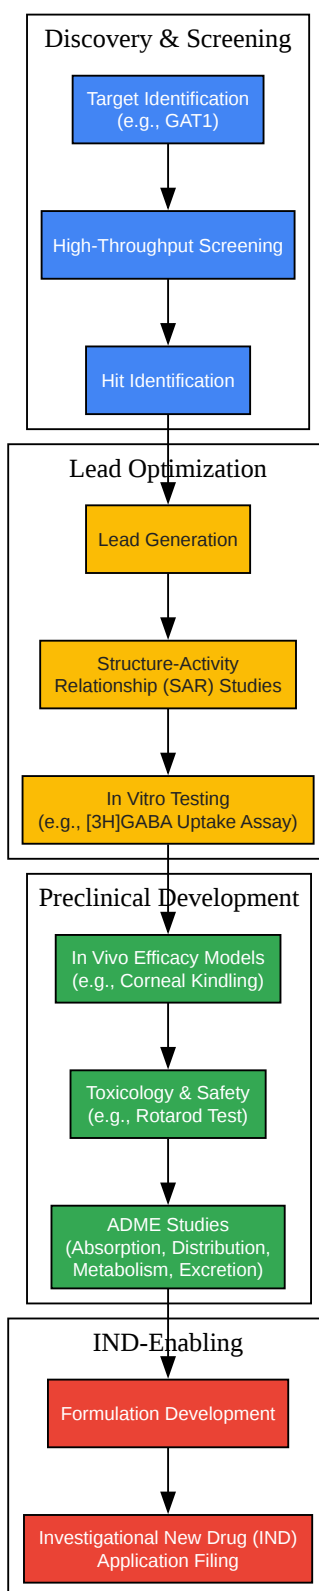 Discovery & Screening
Target Identification
(e.g., GAT1)
High-Throughput Screening
Hit Identification
Lead Optimization
Lead Generation
Structure-Activity
Relationship (SAR) Studies
In Vitro Testing
(e.g., [3H]GABA Uptake Assay)
Preclinical Development
In Vivo Efficacy Models
(e.g., Corneal Kindling)
Toxicology & Safety
(e.g., Rotarod Test)
ADME Studies
(Absorption, Distribution,
Metabolism, Excretion)
IND-Enabling
Formulation Development
Investigational New Drug (IND)
Application Filing